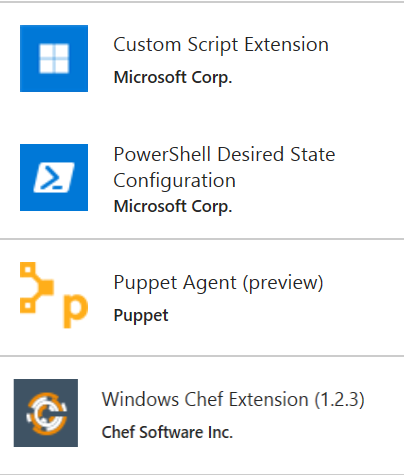 Custom Script Extension
Microsoft Corp.
PowerShell Desired State
Configuration
Microsoft Corp.
p
Puppet Agent (preview)
Puppet
Windows Chef Extension (1.2.3)
Chef Software Inc.